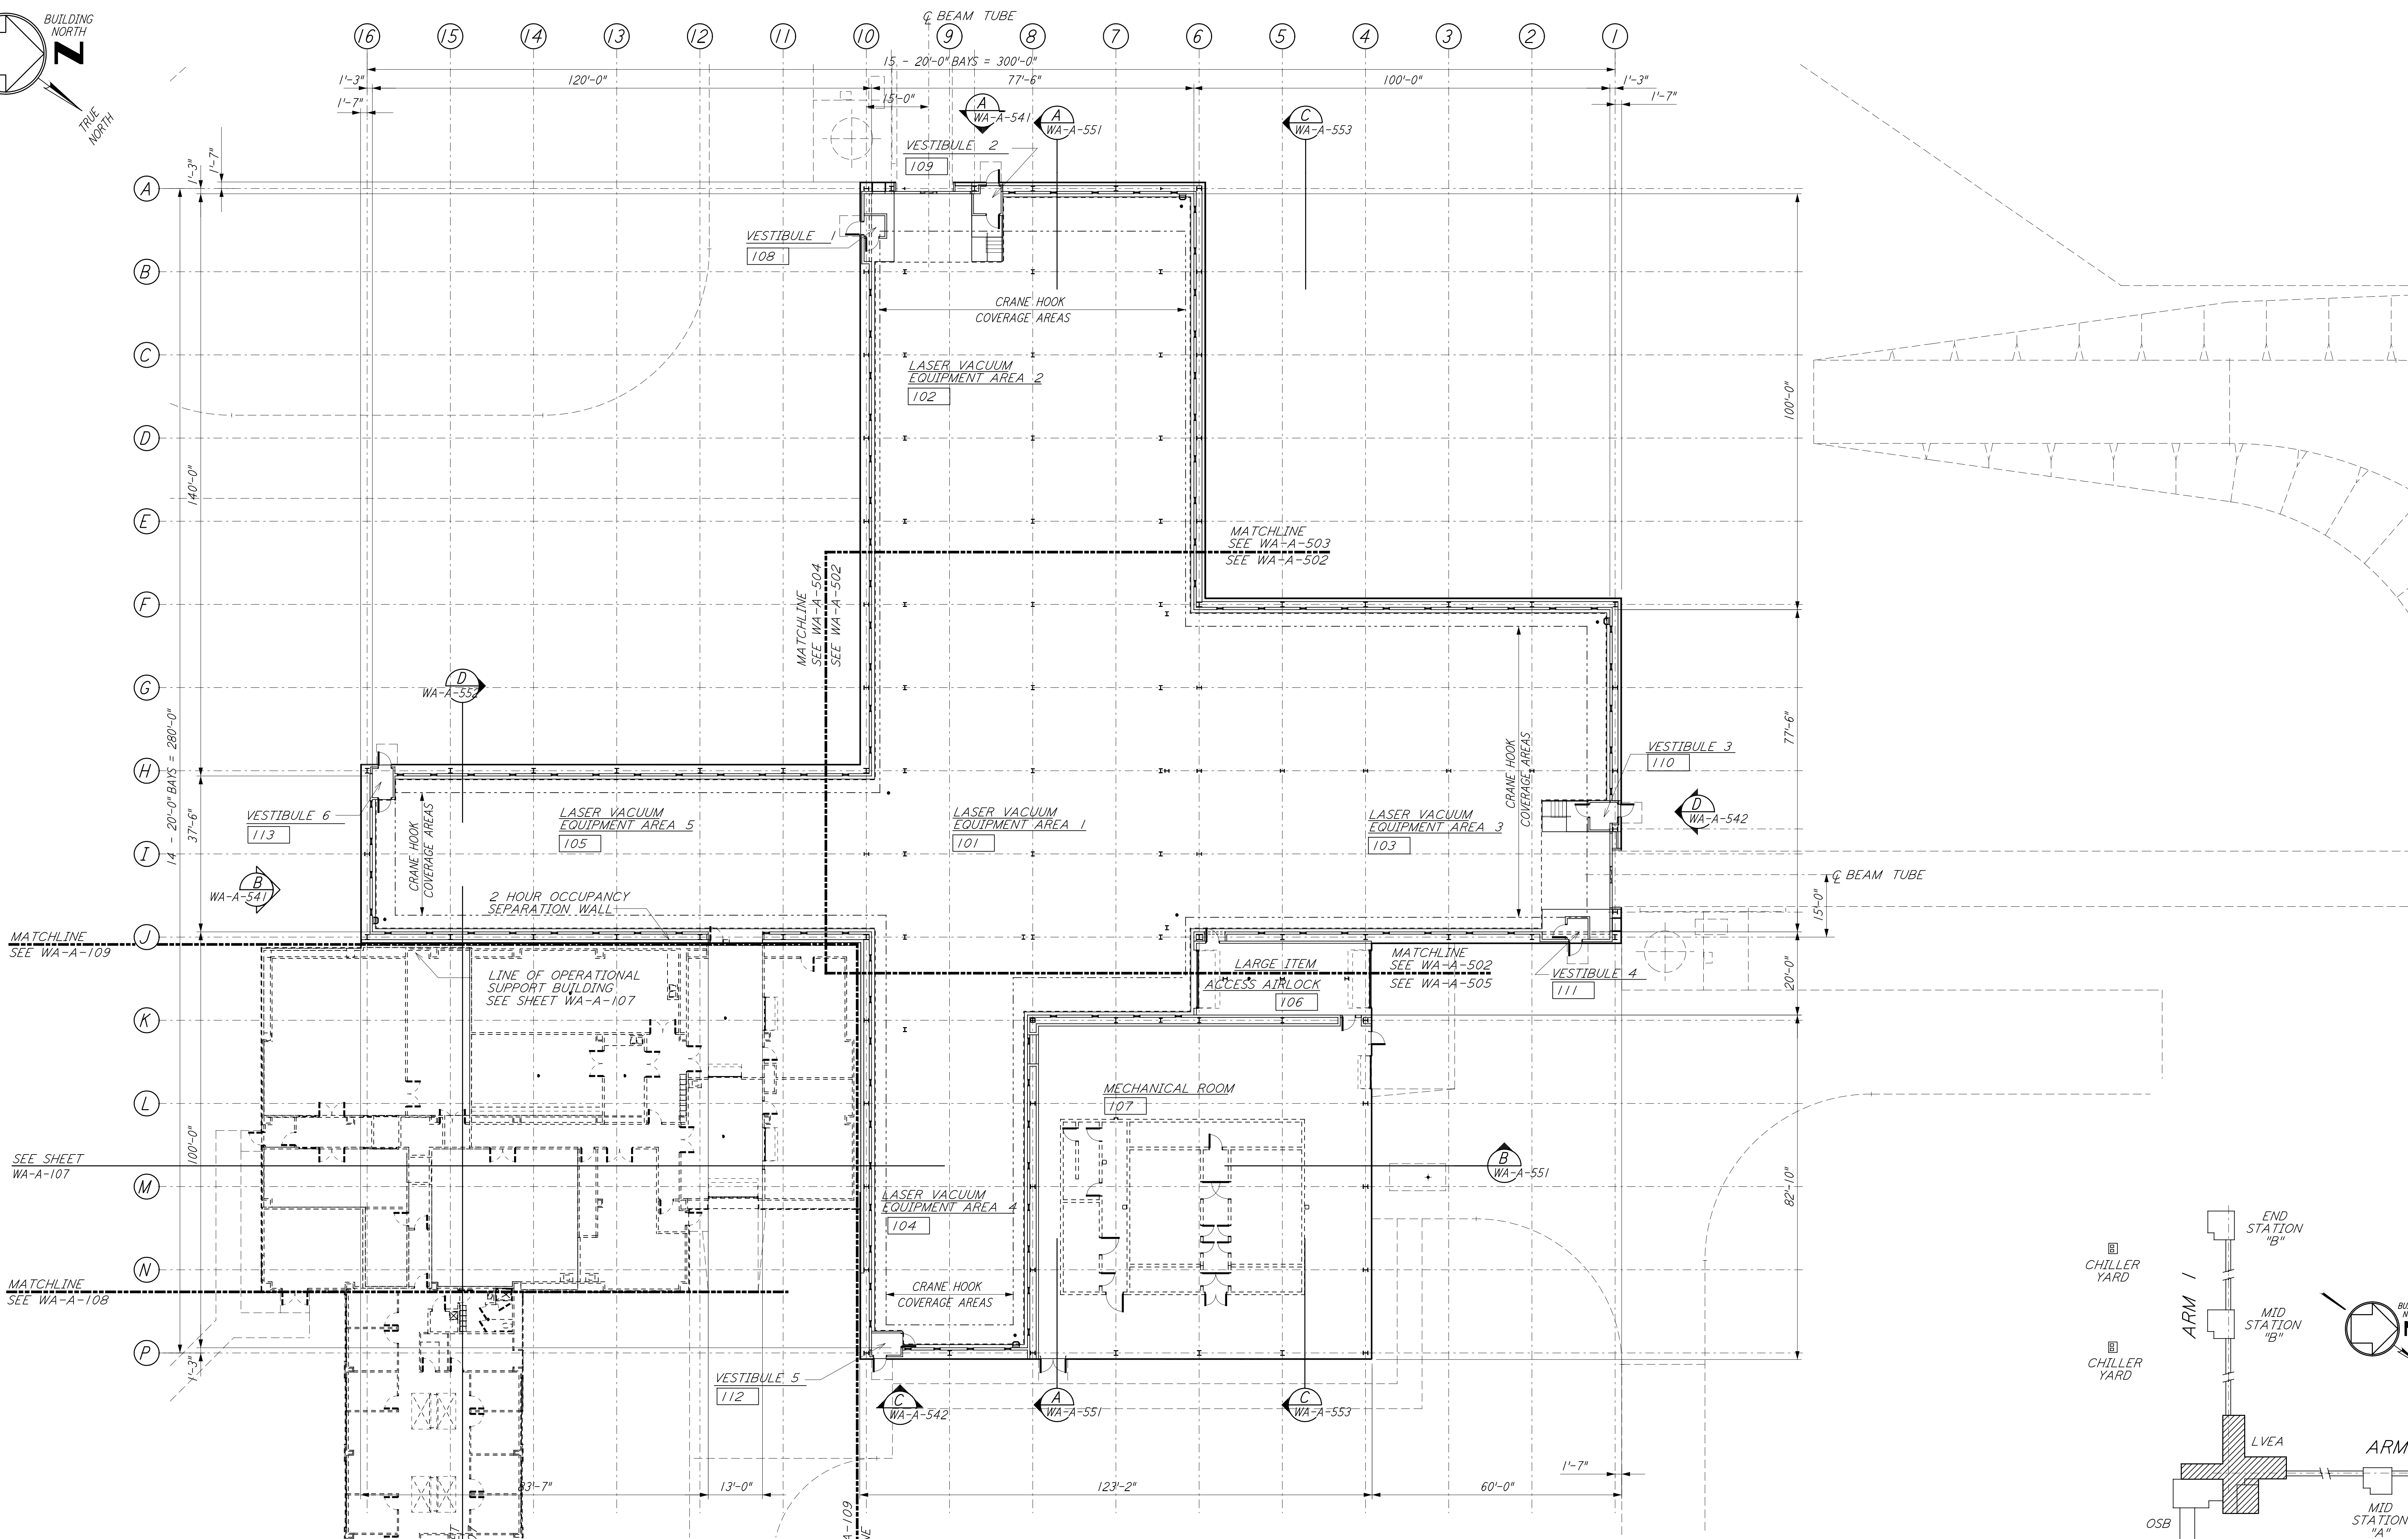 BUILDING
NORTH
N
TRUE
NORTH
℄ BEAM TUBE
16 15 14 13 12 11 10 9 8 7 6 5 4 3 2 1
15 - 20'-0" BAYS = 300'-0"
1'-3" 120'-0" 77'-6" 100'-0" 1'-3"
1'-7" 15'-0" 1'-7"
A
WA-A-541
A
WA-A-551
C
WA-A-553
VESTIBULE 2
109
1'-3"
1'-7"
A
VESTIBULE 1
108
B
CRANE HOOK
COVERAGE AREAS
C
LASER VACUUM
EQUIPMENT AREA 2
102
100'-0"
D
140'-0"
E
MATCHLINE
SEE WA-A-503
SEE WA-A-502
MATCHLINE
SEE WA-A-504
SEE WA-A-502
F
G
D
WA-A-552
14 - 20'-0" BAYS = 280'-0"
77'-6"
H
CRANE HOOK
COVERAGE AREAS
VESTIBULE 3
110
VESTIBULE 6
113
37'-6"
CRANE HOOK
COVERAGE AREAS
LASER VACUUM
EQUIPMENT AREA 5
105
LASER VACUUM
EQUIPMENT AREA 1
101
LASER VACUUM
EQUIPMENT AREA 3
103
D
WA-A-542
I
B
WA-A-541
2 HOUR OCCUPANCY
SEPARATION WALL
℄ BEAM TUBE
15'-0"
J
MATCHLINE
SEE WA-A-109
LINE OF OPERATIONAL
SUPPORT BUILDING
SEE SHEET WA-A-107
LARGE ITEM
ACCESS AIRLOCK
106
MATCHLINE
SEE WA-A-502
SEE WA-A-505
VESTIBULE 4
111
20'-0"
K
MECHANICAL ROOM
107
L
100'-0"
SEE SHEET
WA-A-107
B
WA-A-551
M
82'-10"
LASER VACUUM
EQUIPMENT AREA 4
104
N
MATCHLINE
SEE WA-A-108
CRANE HOOK
COVERAGE AREAS
P
1'-3"
VESTIBULE 5
112
C
WA-A-542
A
WA-A-551
C
WA-A-553
83'-7" 13'-0" 123'-2" 60'-0" 1'-7"
END
STATION
"B"
CHILLER
YARD
ARM 1
MID
STATION
"B"
CHILLER
YARD
LVEA
ARM
OSB
MID
STATION
"A"